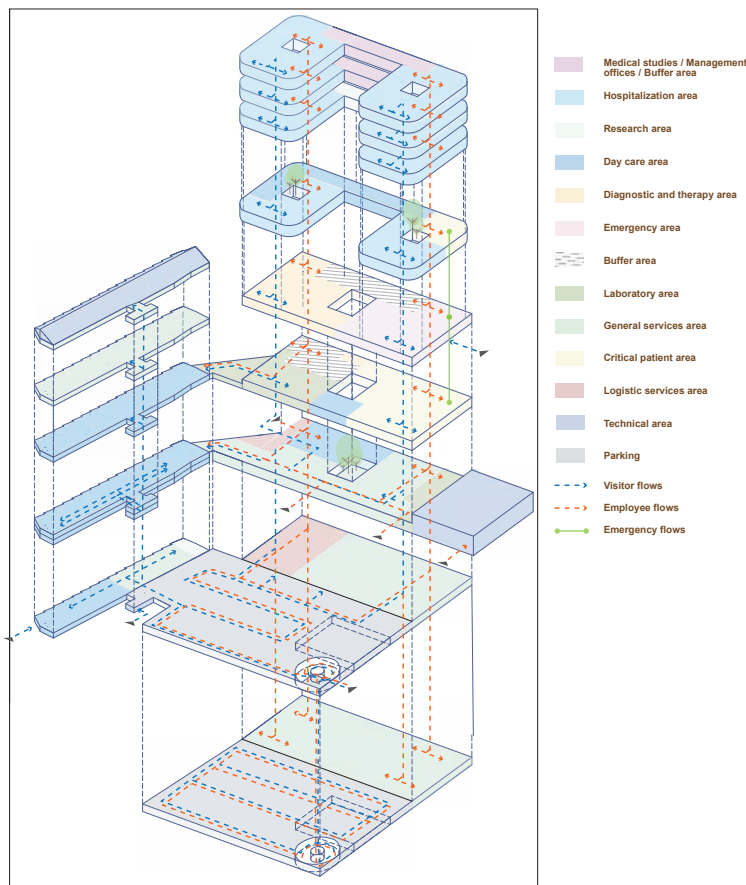 Medical studies / Management
offices / Buffer area
Hospitalization area
Research area
Day care area
Diagnostic and therapy area
Emergency area
Buffer area
Laboratory area
General services area
Critical patient area
Logistic services area
Technical area
Parking
Visitor flows
Employee flows
Emergency flows